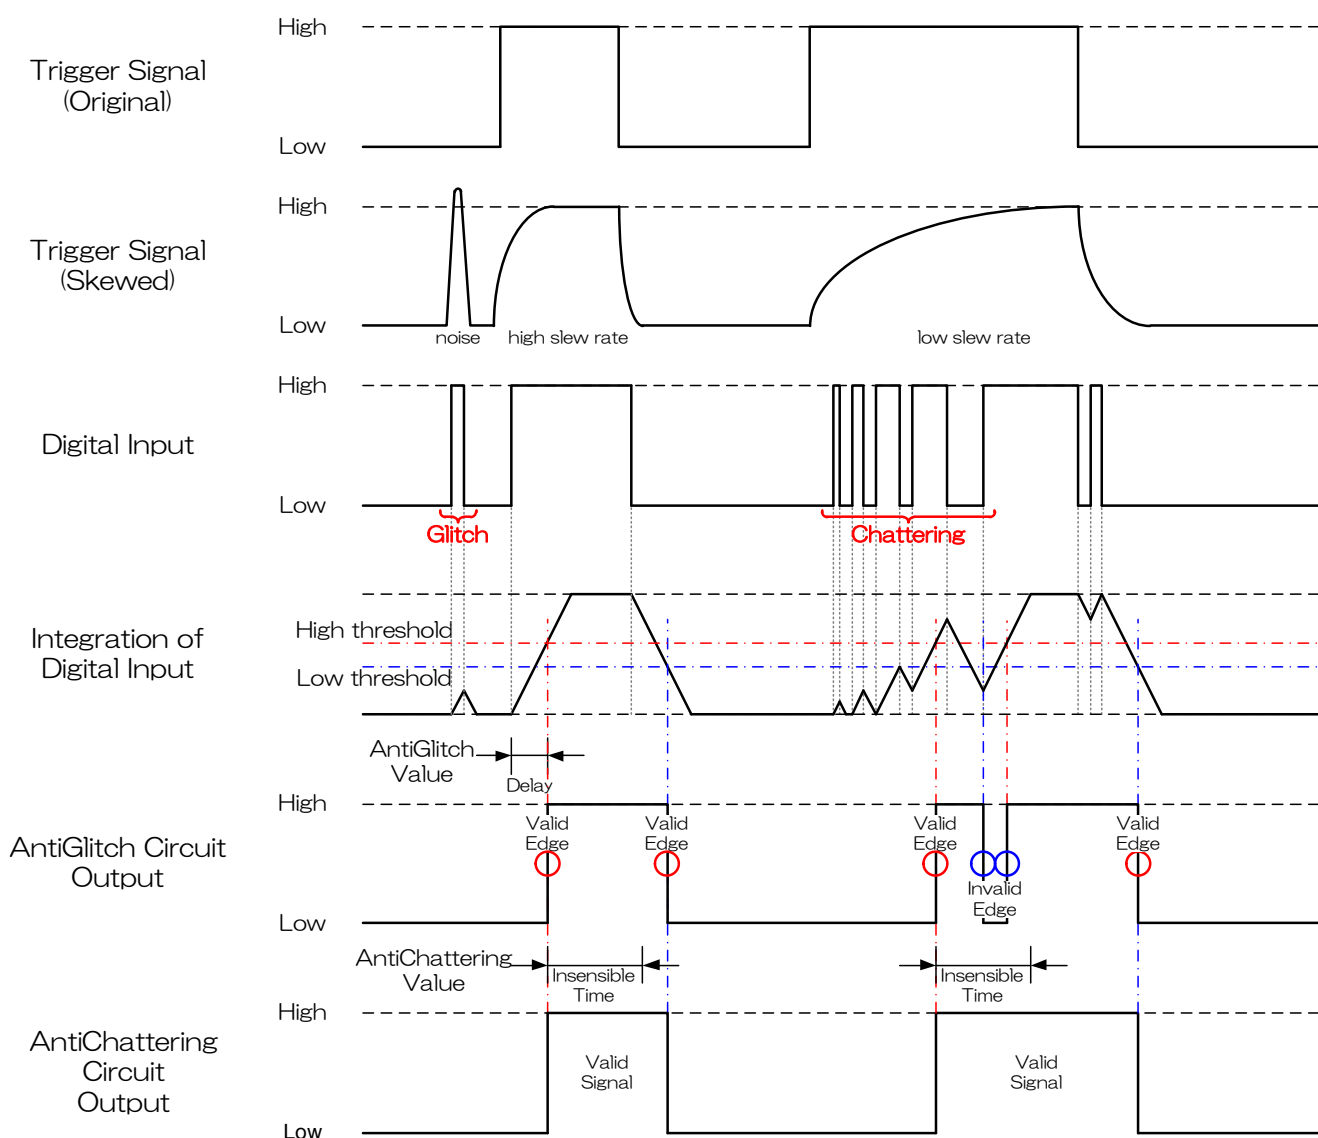 High
Trigger Signal
(Original)
Low
High
Trigger Signal
(Skewed)
Low
noise
high slew rate
low slew rate
High
Digital Input
Low
Glitch
Chattering
High threshold
Integration of
Digital Input
Low threshold
AntiGlitch
Value
Delay
High
Valid
Edge
Valid
Edge
Valid
Edge
Valid
Edge
AntiGlitch Circuit
Output
Invalid
Edge
Low
AntiChattering
Value
Insensible
Time
Insensible
Time
High
AntiChattering
Circuit
Output
Valid
Signal
Valid
Signal
Low